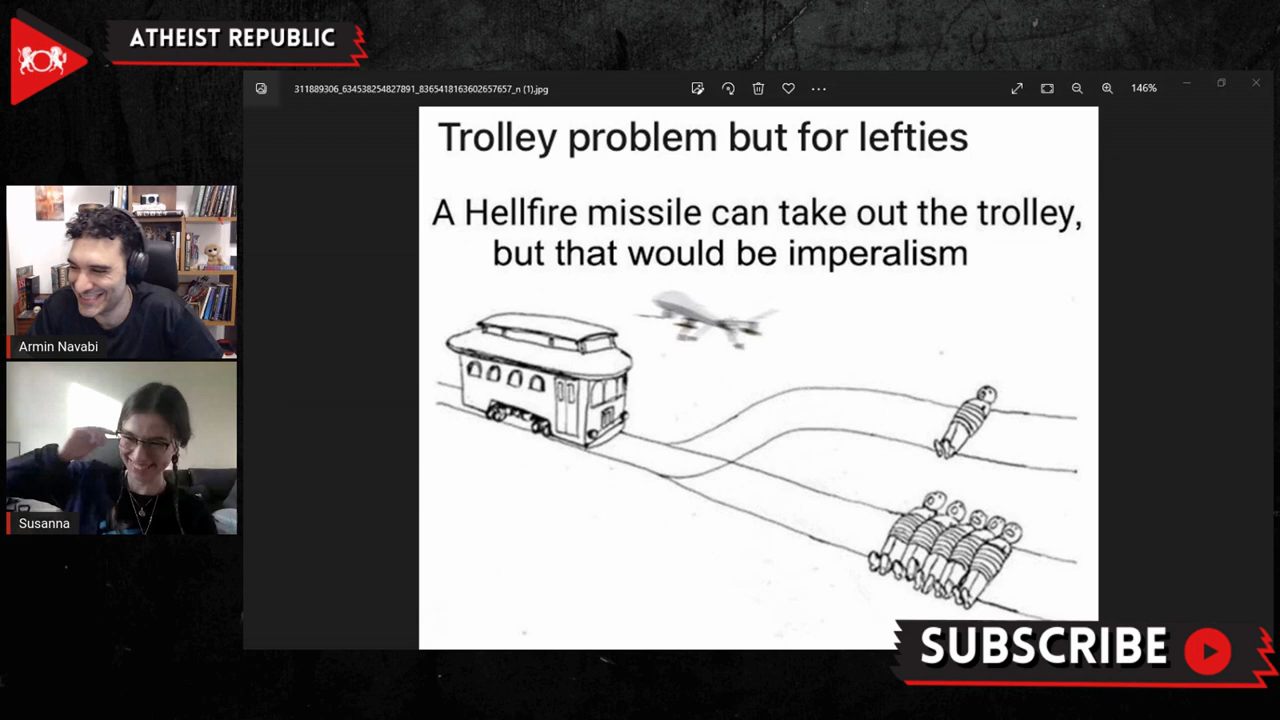 ATHEIST REPUBLIC
311889306_634538254827891_8365418163602657657_n (1).jpg
146%
Trolley problem but for lefties
A Hellfire missile can take out the trolley,
but that would be imperalism
Armin Navabi
Susanna
SUBSCRIBE